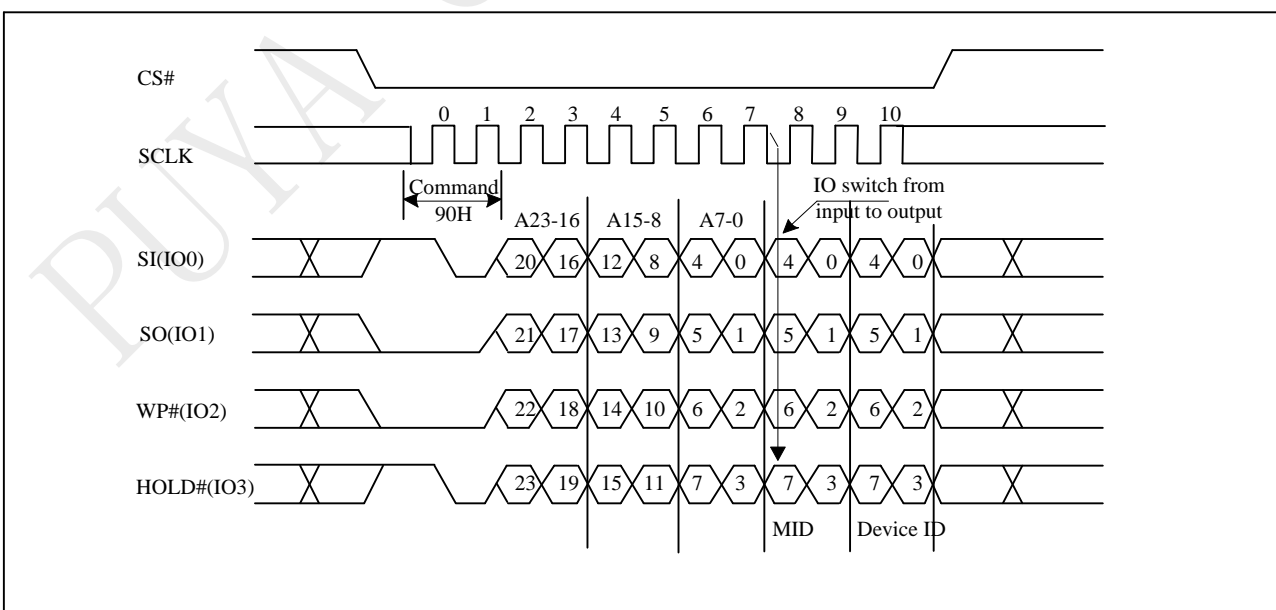 PUYA
CS#
0 1 2 3 4 5 6 7 8 9 10
SCLK
Command
90H
IO switch from
input to output
A23-16 A15-8 A7-0
SI(IO0) 20 16 12 8 4 0 4 0 4 0
SO(IO1) 21 17 13 9 5 1 5 1 5 1
WP#(IO2) 22 18 14 10 6 2 6 2 6 2
HOLD#(IO3) 23 19 15 11 7 3 7 3 7 3
MID Device ID